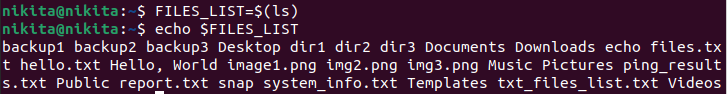 nikita@nikita:~$ FILES_LIST=$(ls)
nikita@nikita:~$ echo $FILES_LIST
backup1 backup2 backup3 Desktop dir1 dir2 dir3 Documents Downloads echo files.tx
t hello.txt Hello, World image1.png img2.png img3.png Music Pictures ping_result
s.txt Public report.txt snap system_info.txt Templates txt_files_list.txt Videos